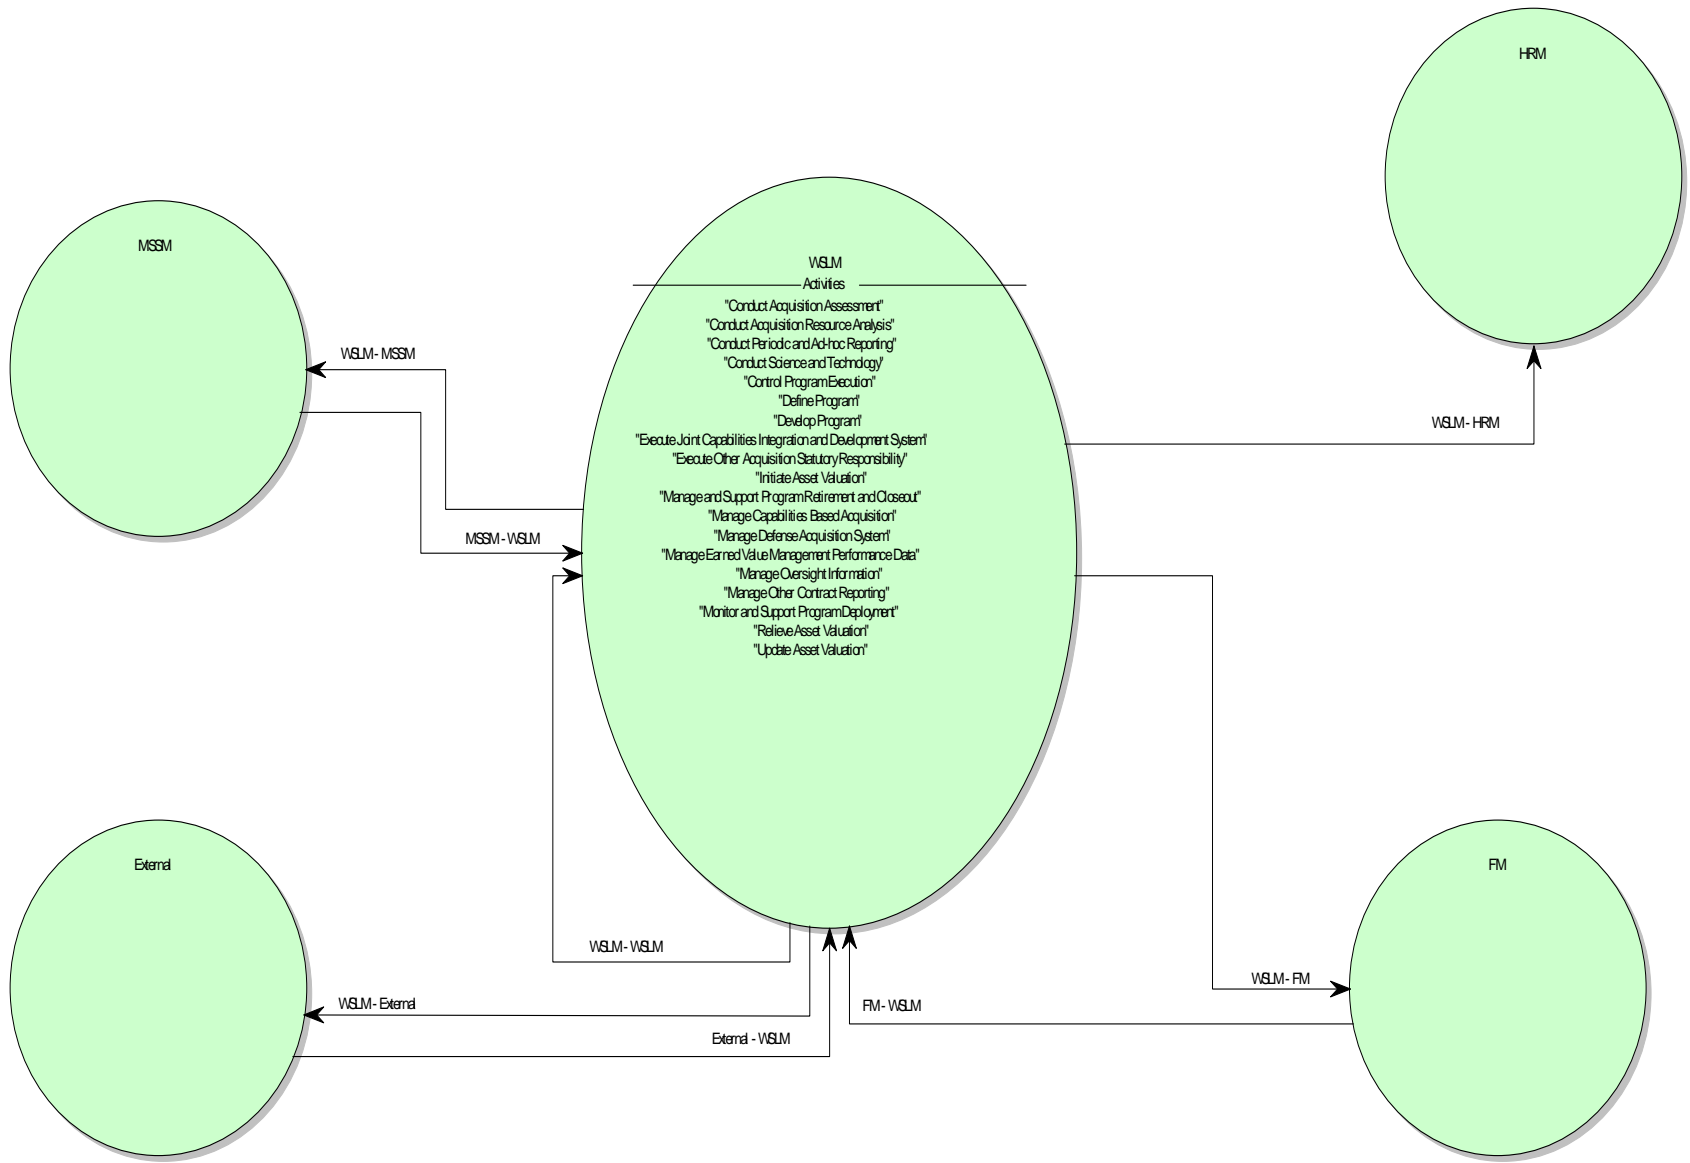 HRM
MSSM
WSLM
Activities
"Conduct Acquisition Assessment"
"Conduct Acquisition Resource Analysis"
"Conduct Periodic and Ad-hoc Reporting"
"Conduct Science and Technology"
"Control Program Execution"
"Define Program"
"Develop Program"
"Execute Joint Capabilities Integration and Development System"
"Execute Other Acquisition Statutory Responsibility"
"Initiate Asset Valuation"
"Manage and Support Program Retirement and Closeout"
"Manage Capabilities Based Acquisition"
"Manage Defense Acquisition System"
"Manage Earned Value Management Performance Data"
"Manage Oversight Information"
"Manage Other Contract Reporting"
"Monitor and Support Program Deployment"
"Relieve Asset Valuation"
"Update Asset Valuation"
WSLM - MSSM
WSLM - HRM
MSSM - WSLM
External
FM
WSLM - WSLM
WSLM - FM
WSLM - External
FM - WSLM
External - WSLM